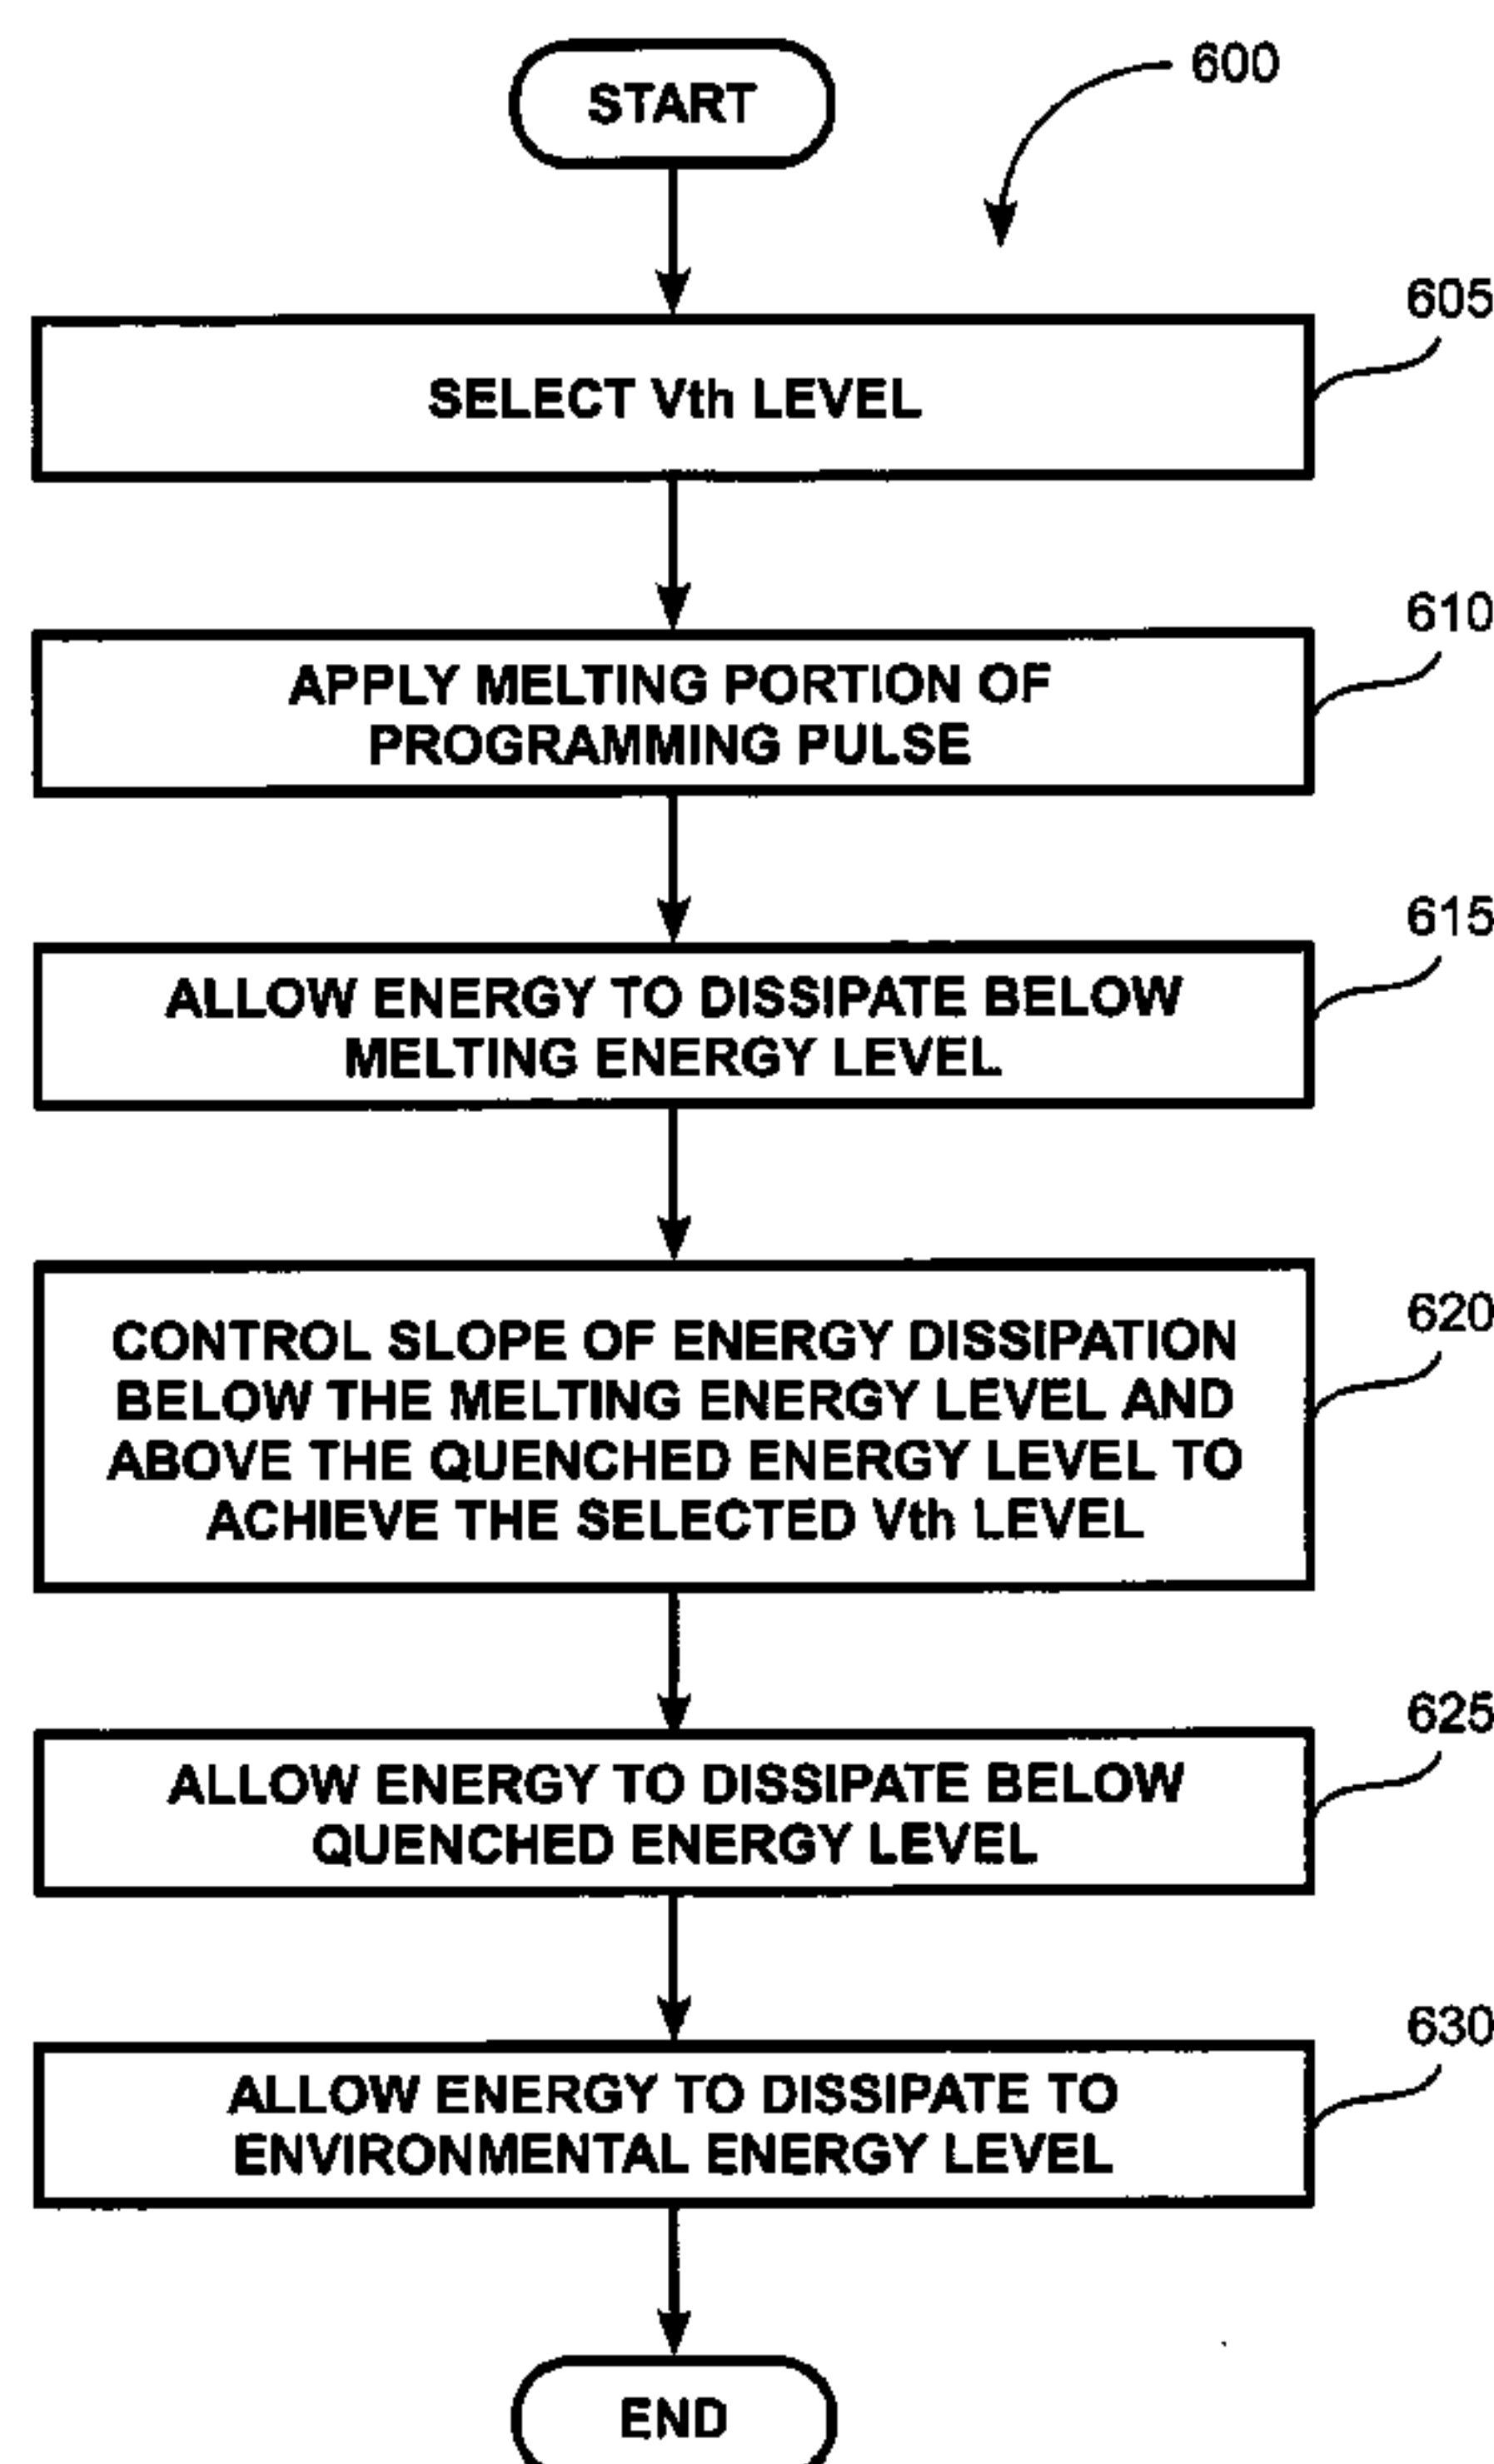 START
600
605
SELECT Vth LEVEL
610
APPLY MELTING PORTION OF
PROGRAMMING PULSE
615
ALLOW ENERGY TO DISSIPATE BELOW
MELTING ENERGY LEVEL
620
CONTROL SLOPE OF ENERGY DISSIPATION
BELOW THE MELTING ENERGY LEVEL AND
ABOVE THE QUENCHED ENERGY LEVEL TO
ACHIEVE THE SELECTED Vth LEVEL
625
ALLOW ENERGY TO DISSIPATE BELOW
QUENCHED ENERGY LEVEL
630
ALLOW ENERGY TO DISSIPATE TO
ENVIRONMENTAL ENERGY LEVEL
END